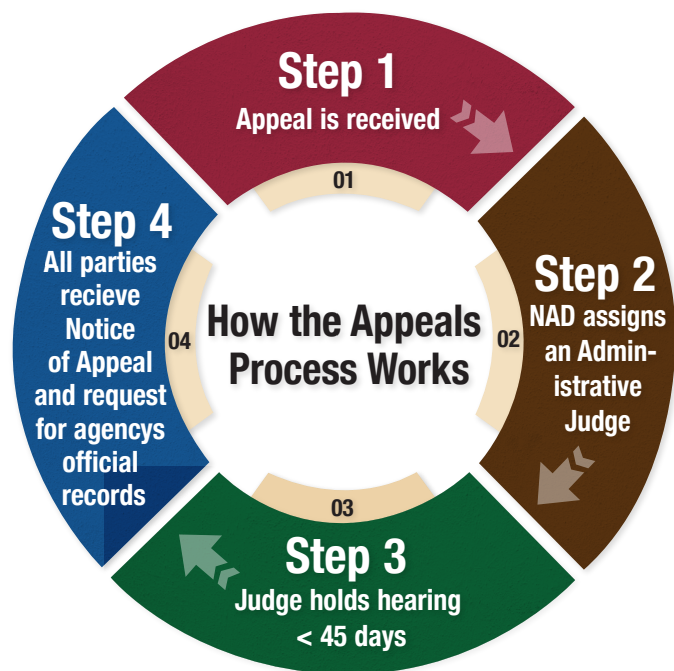 Step 1
Appeal is received
01
Step 2
NAD assigns
an Admin-
istrative
Judge
02
Step 3
Judge holds hearing
< 45 days
03
Step 4
All parties
recieve
Notice
of Appeal
and request
for agencys
official
records
04
How the Appeals
Process Works